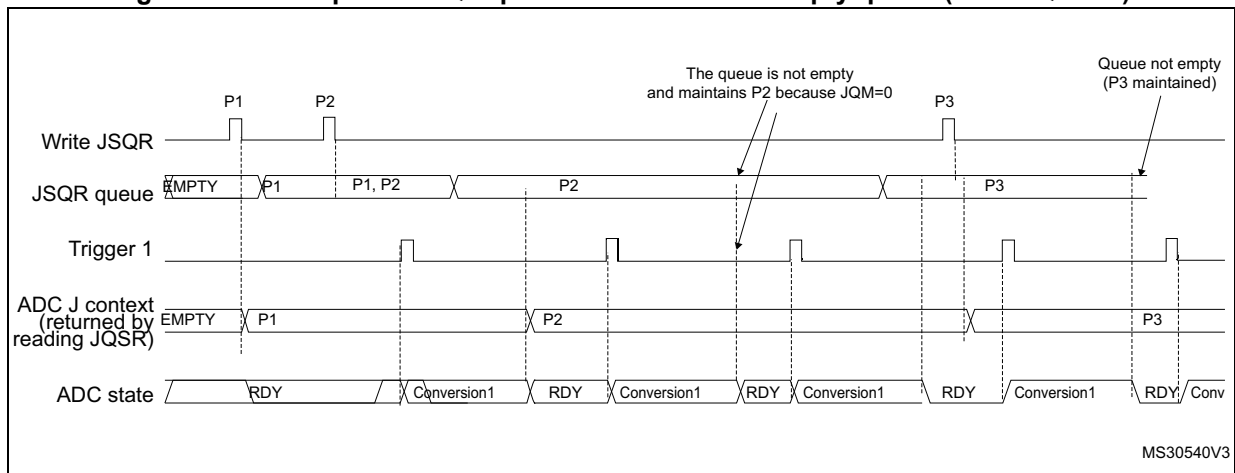 The queue is not empty
and maintains P2 because JQM=0
Queue not empty
(P3 maintained)
P1
P2
P3
Write JSQR
JSQR queue
EMPTY
P1
P1, P2
P2
P3
Trigger 1
ADC J context
(returned by
reading JQSR)
EMPTY
P1
P2
P3
ADC state
RDY
Conversion1
RDY
Conversion1
RDY
Conversion1
RDY
Conversion1
RDY
Conv
MS30540V3